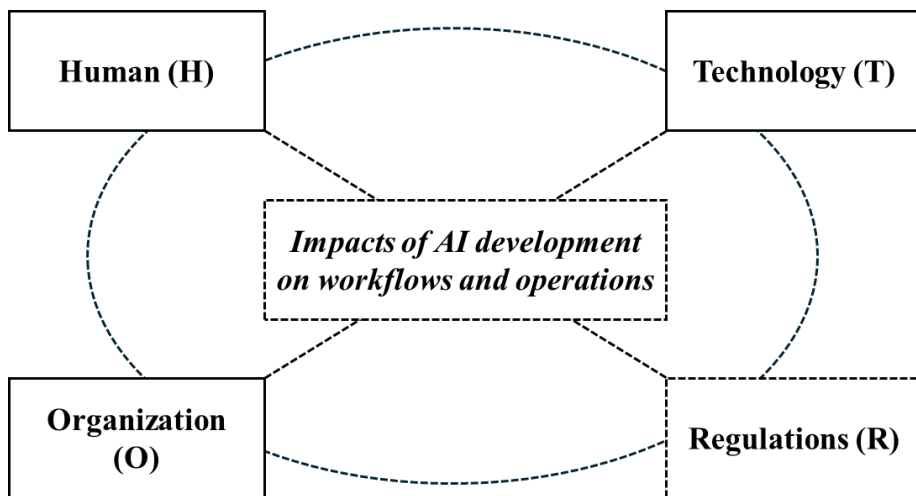 Human (H)
Technology (T)
Impacts of AI development
on workflows and operations
Organization
(O)
Regulations (R)